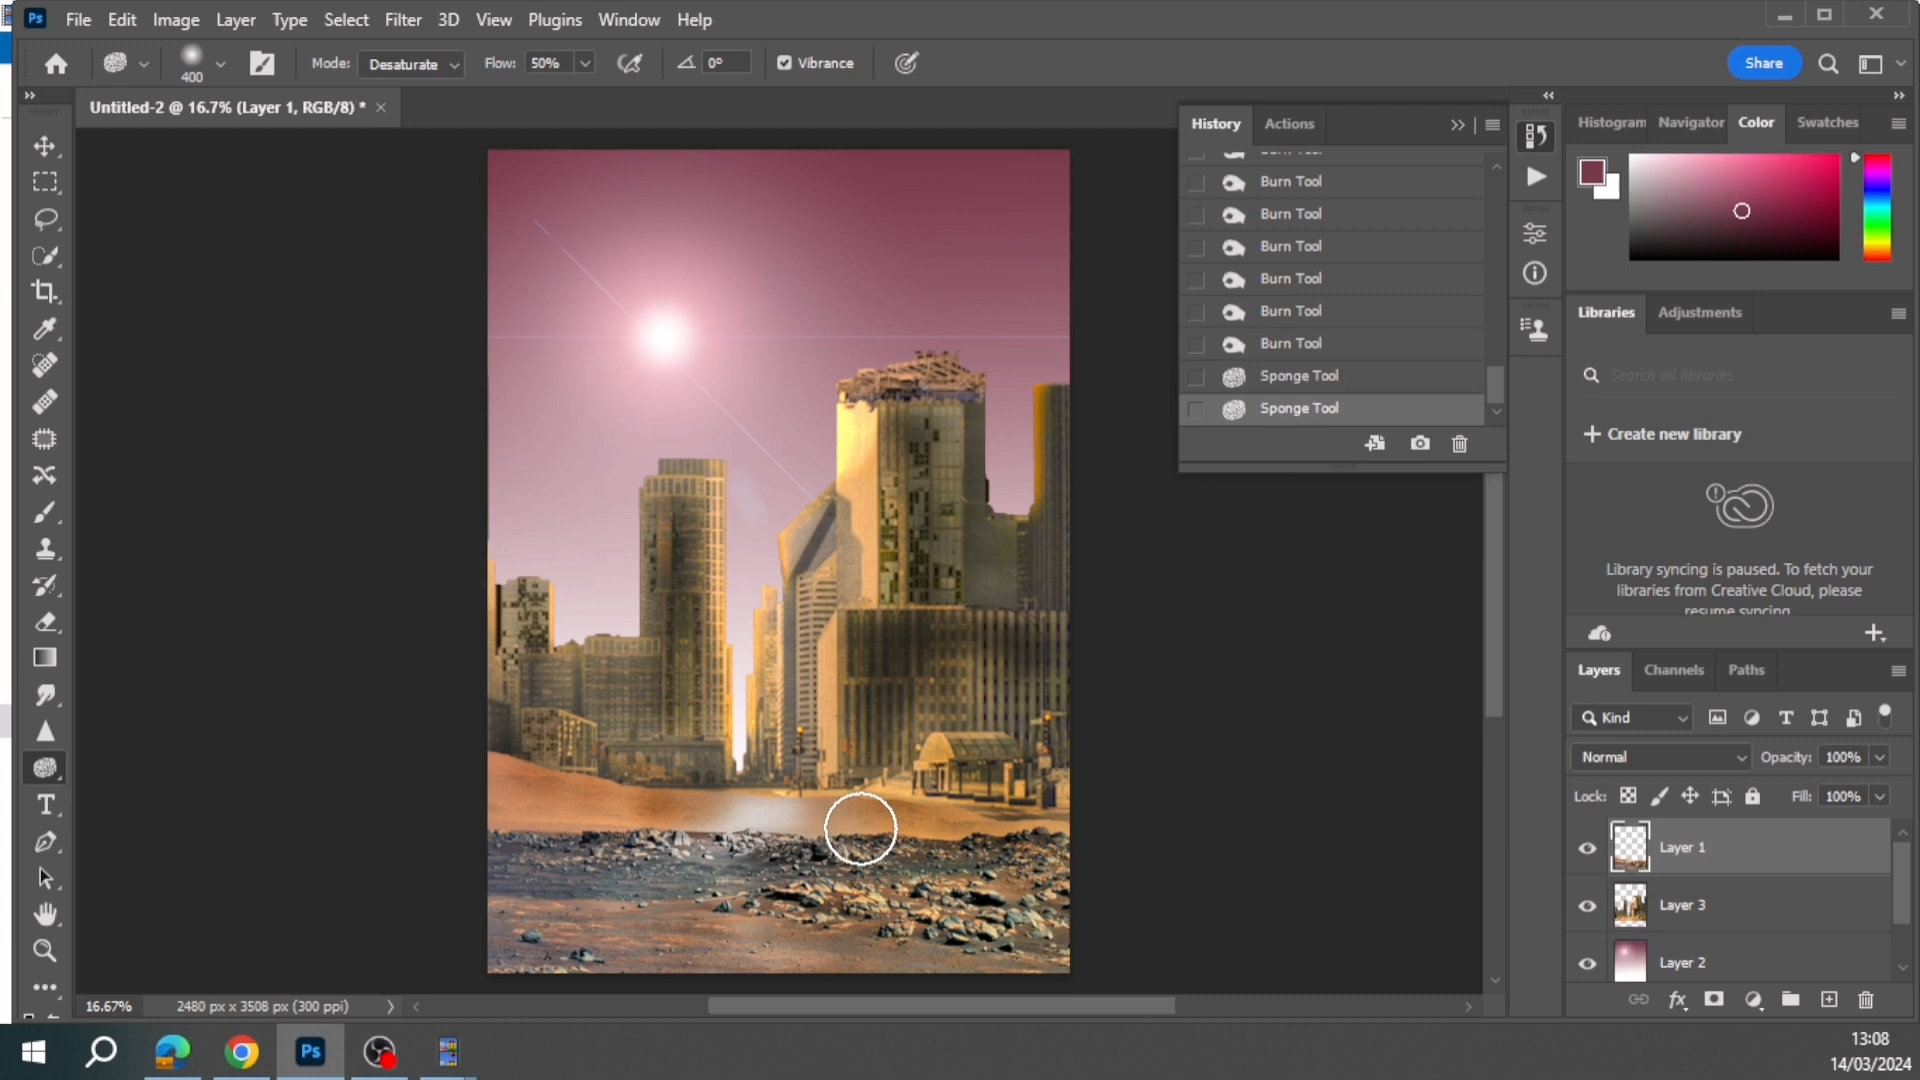 Ps File Edit Image Layer Type Select Filter 3D View Plugins Window Help
400 Mode: Desaturate Flow: 50% 0° Vibrance Share
Untitled-2 @ 16.7% (Layer 1, RGB/8) *
History Actions
Burn Tool
Burn Tool
Burn Tool
Burn Tool
Burn Tool
Burn Tool
Sponge Tool
Sponge Tool
Histogram Navigator Color Swatches
Libraries Adjustments
Search all libraries
Create new library
Library syncing is paused. To fetch your
libraries from Creative Cloud, please
resume syncing
Layers Channels Paths
Kind
Normal Opacity: 100%
Lock: Fill: 100%
Layer 1
Layer 3
Layer 2
fx
16.67% 2480 px x 3508 px (300 ppi)
Ps
13:08
14/03/2024